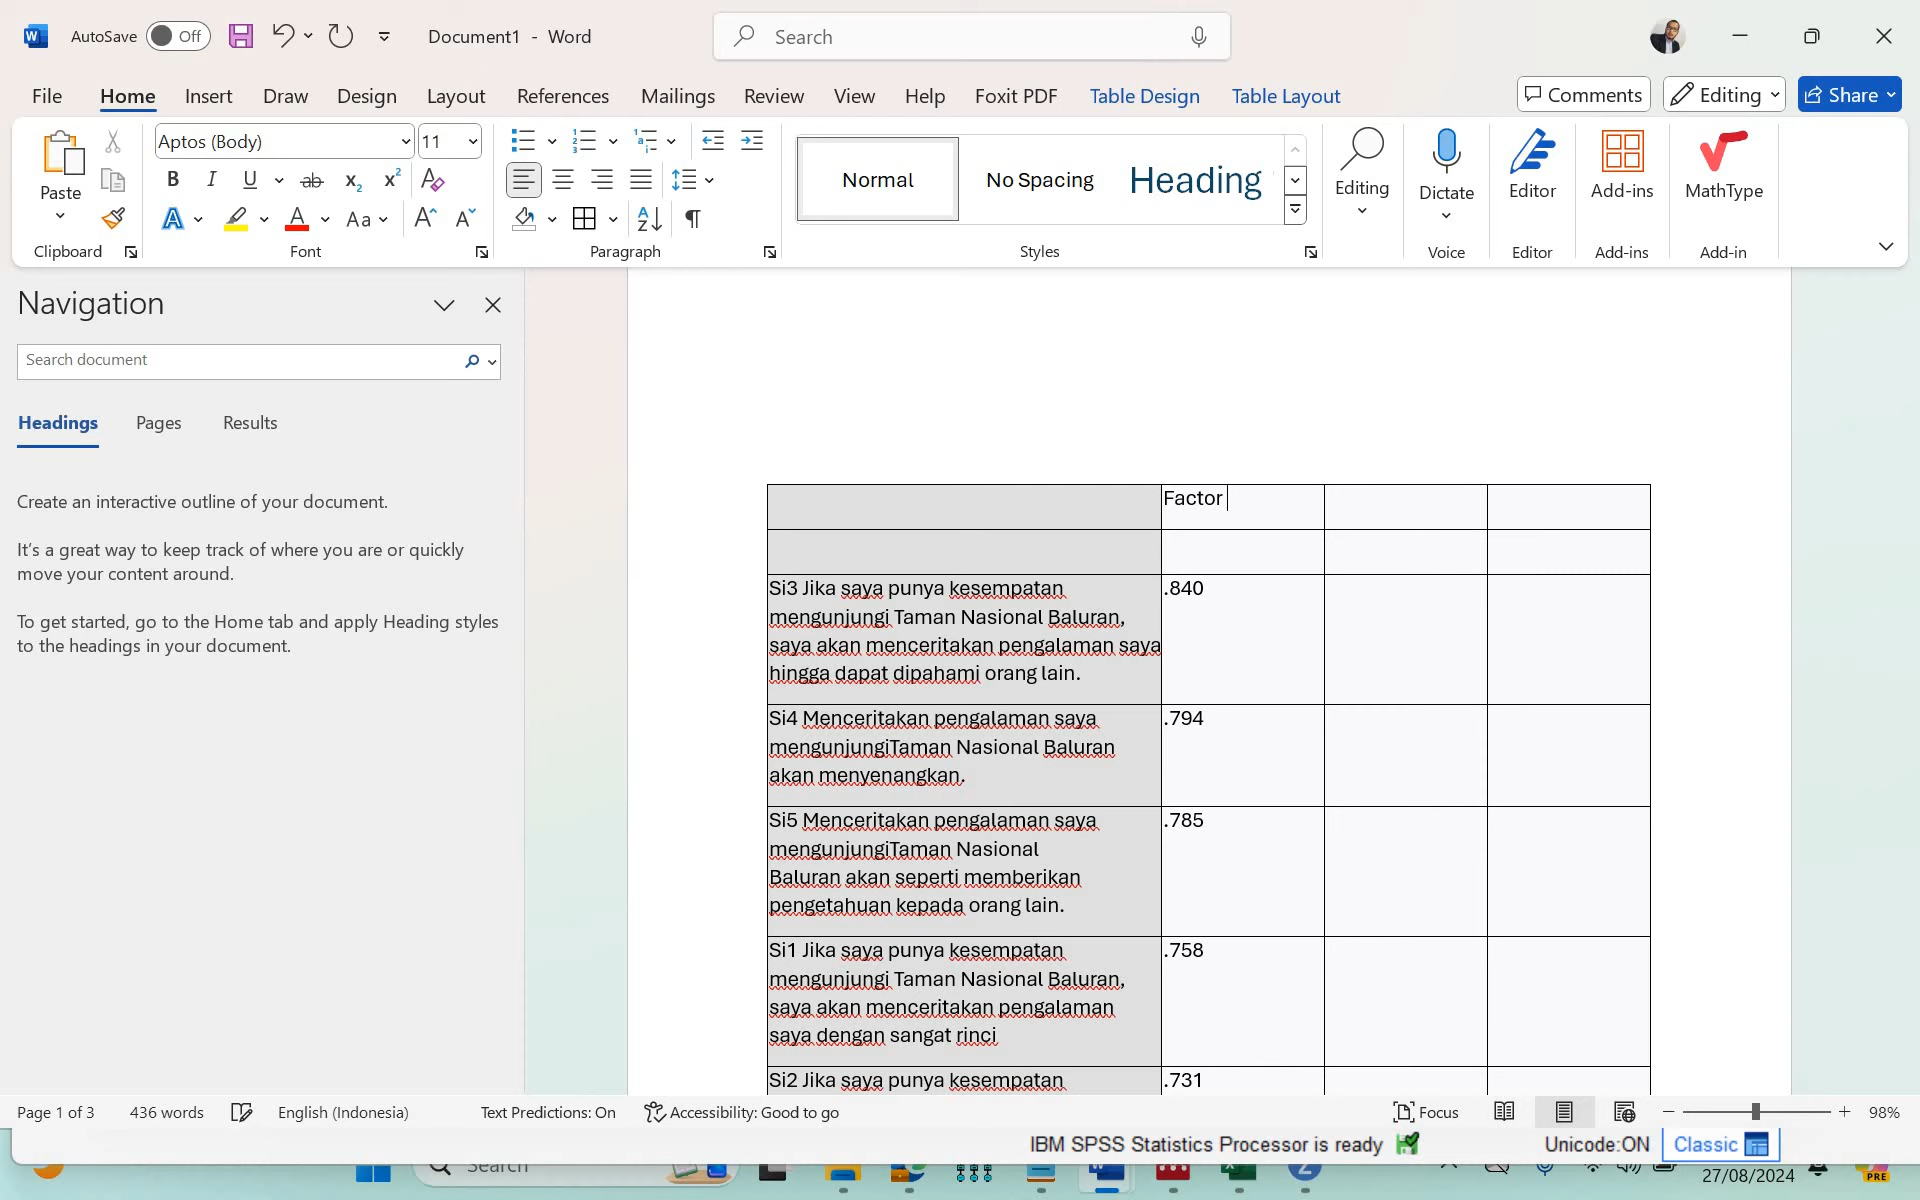 AutoSave Off Document1 - Word Search
File Home Insert Draw Design Layout References Mailings Review View Help Foxit PDF Table Design Table Layout Comments Editing Share
Paste
Clipboard
Aptos (Body) 11
Font
Paragraph
Normal No Spacing Heading
Styles
Editing
Dictate
Voice
Editor
Editor
Add-ins
Add-ins
MathType
Add-in
Navigation
Search document
Headings Pages Results
Create an interactive outline of your document.
It's a great way to keep track of where you are or quickly
move your content around.
To get started, go to the Home tab and apply Heading styles
to the headings in your document.
Factor
Si3 Jika saya punya kesempatan .840
mengunjungi Taman Nasional Baluran,
saya akan menceritakan pengalaman saya
hingga dapat dipahami orang lain.
Si4 Menceritakan pengalaman saya .794
mengunjungiTaman Nasional Baluran
akan menyenangkan.
Si5 Menceritakan pengalaman saya .785
mengunjungiTaman Nasional
Baluran akan seperti memberikan
pengetahuan kepada orang lain.
Si1 Jika saya punya kesempatan .758
mengunjungi Taman Nasional Baluran,
saya akan menceritakan pengalaman
saya dengan sangat rinci
Si2 Jika saya punya kesempatan .731
Page 1 of 3 436 words English (Indonesia) Text Predictions: On Accessibility: Good to go Focus 98%
IBM SPSS Statistics Processor is ready Unicode:ON Classic
Search 27/08/2024 PRE